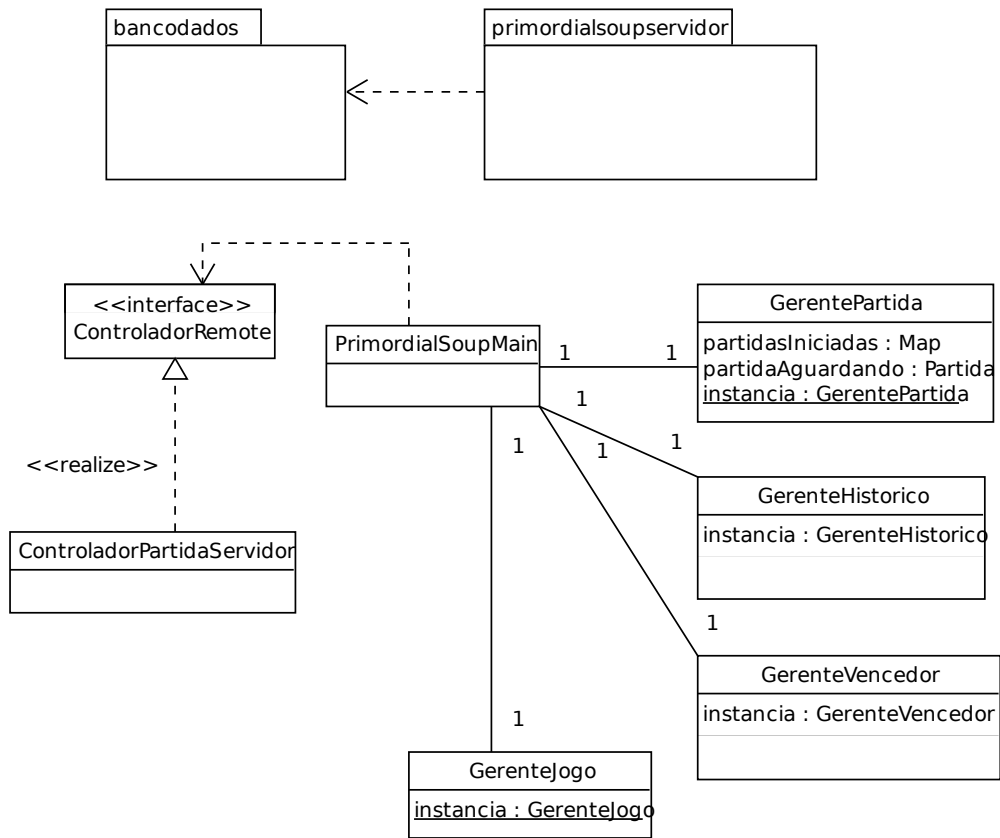 bancodados
primordialsoupservidor
<<interface>>
ControladorRemote
PrimordialSoupMain
GerentePartida
partidasIniciadas : Map
partidaAguardando : Partida
instancia : GerentePartida
1
1
1
1
1
1
<<realize>>
GerenteHistorico
instancia : GerenteHistorico
ControladorPartidaServidor
1
GerenteVencedor
instancia : GerenteVencedor
1
GerenteJogo
instancia : GerenteJogo